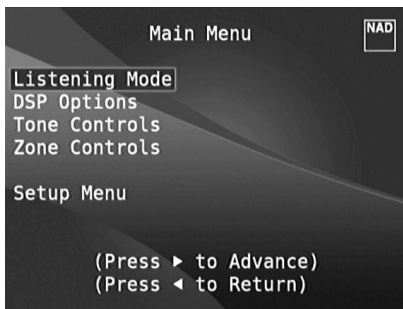 Main Menu
NAD
Listening Mode
DSP Options
Tone Controls
Zone Controls
Setup Menu
(Press ► to Advance)
(Press ◄ to Return)